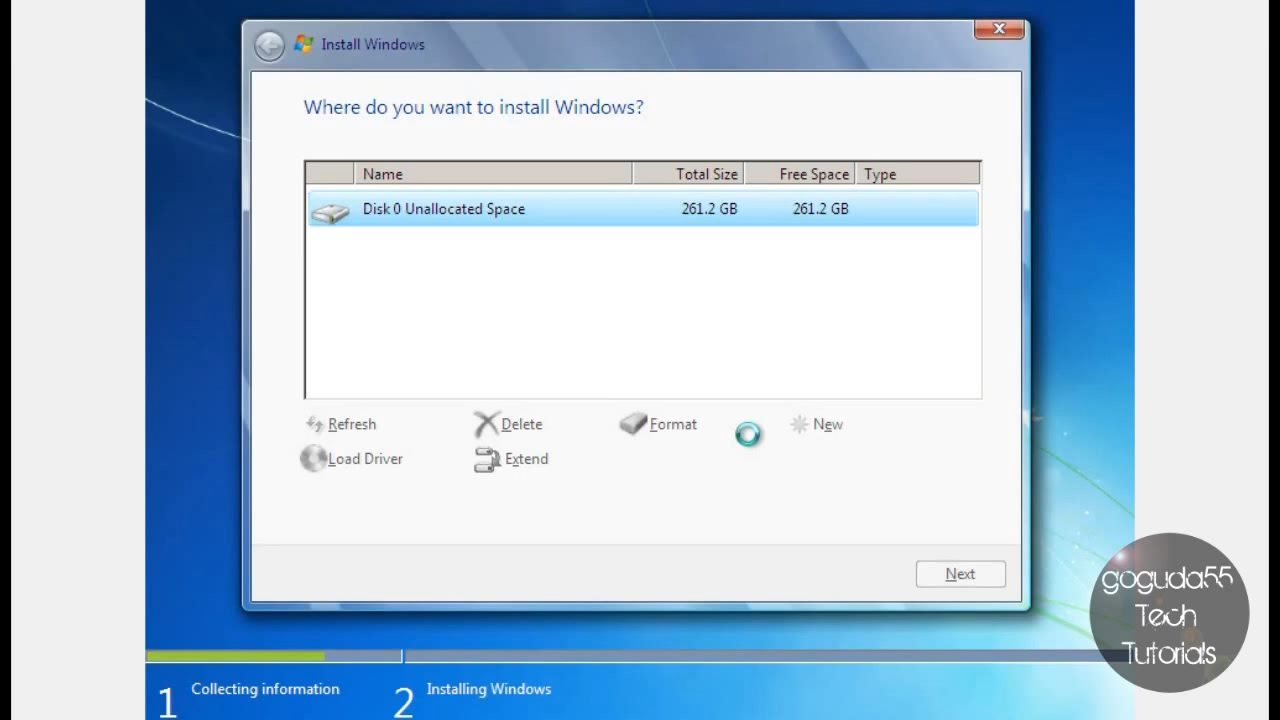 Install Windows
Where do you want to install Windows?
Name Total Size Free Space Type
Disk 0 Unallocated Space 261.2 GB 261.2 GB
Refresh Delete Format New
Load Driver Extend
Next
goguda55
Tech
Tutorials
1 Collecting information 2 Installing Windows